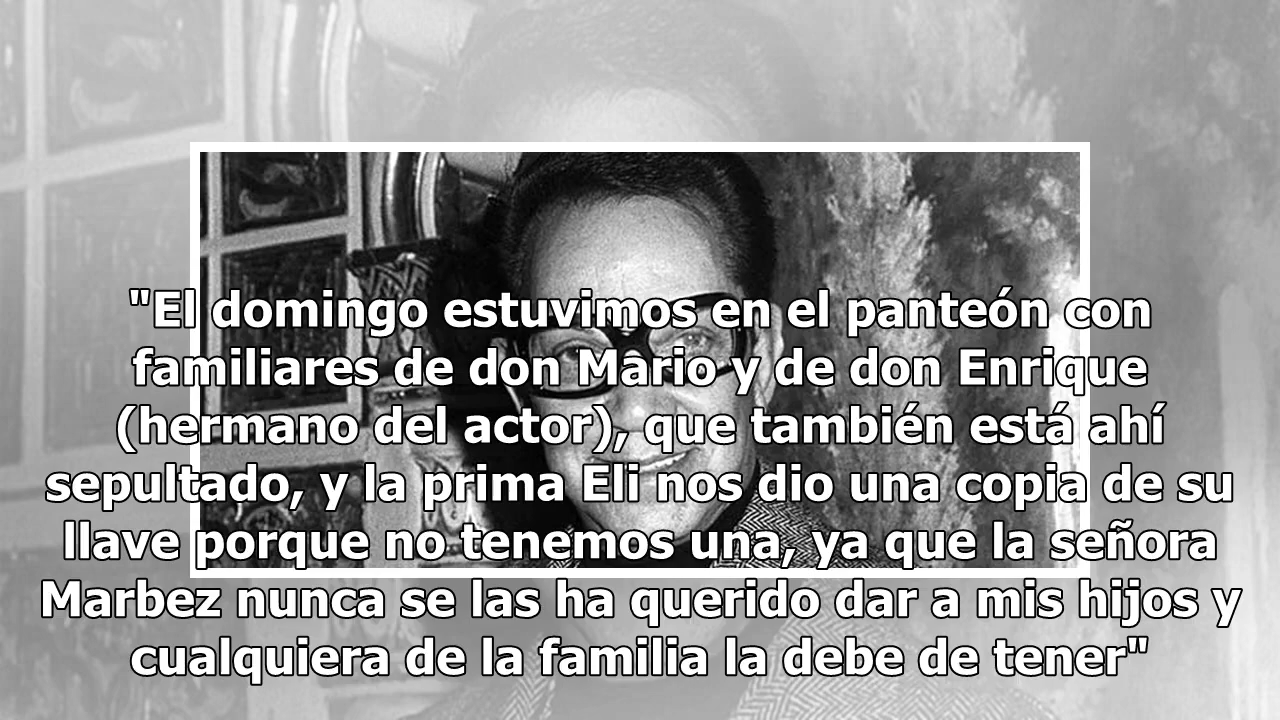 "El domingo estuvimos en el panteón con
familiares de don Mario y de don Enrique
(hermano del actor), que también está ahí
sepultado, y la prima Eli nos dio una copia de su
llave porque no tenemos una, ya que la señora
Marbez nunca se las ha querido dar a mis hijos y
cualquiera de la familia la debe de tener"